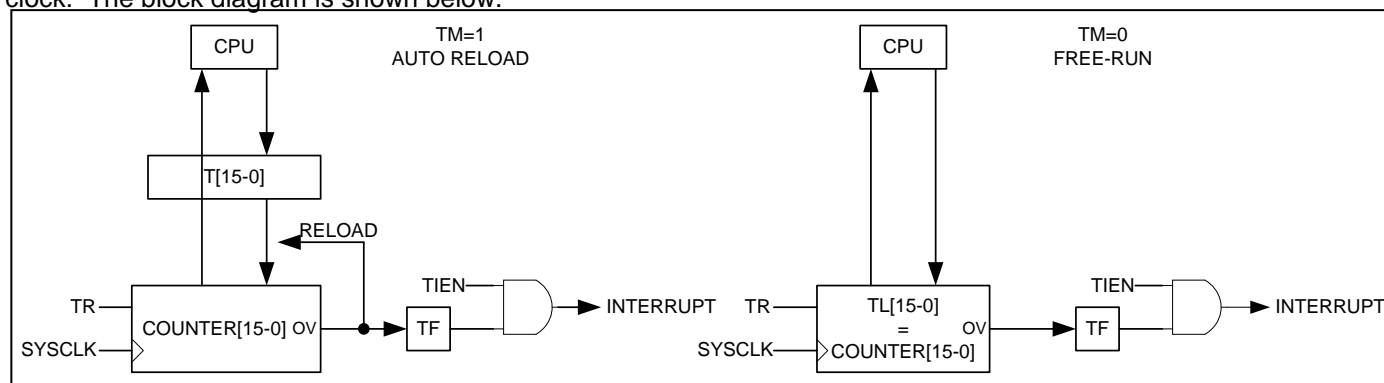 clock. The block diagram is shown below.
CPU
TM=1
AUTO RELOAD
T[15-0]
RELOAD
TR
COUNTER[15-0] OV
SYSCLK
TF
TIEN
INTERRUPT
CPU
TM=0
FREE-RUN
TR
TL[15-0]
=
COUNTER[15-0]
OV
SYSCLK
TF
TIEN
INTERRUPT